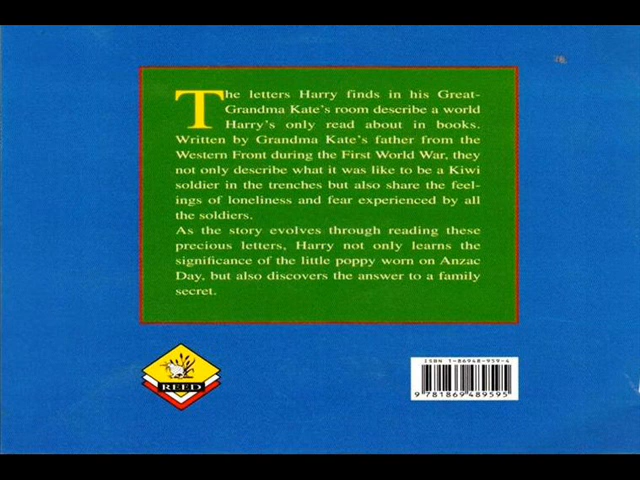 The letters Harry finds in his Great-
Grandma Kate's room describe a world
Harry's only read about in books.
Written by Grandma Kate's father from the
Western Front during the First World War, they
not only describe what it was like to be a Kiwi
soldier in the trenches but also share the feel-
ings of loneliness and fear experienced by all
the soldiers.
As the story evolves through reading these
precious letters, Harry not only learns the
significance of the little poppy worn on Anzac
Day, but also discovers the answer to a family
secret.
REED
ISBN 1-86948-959-4
9 781869 489595